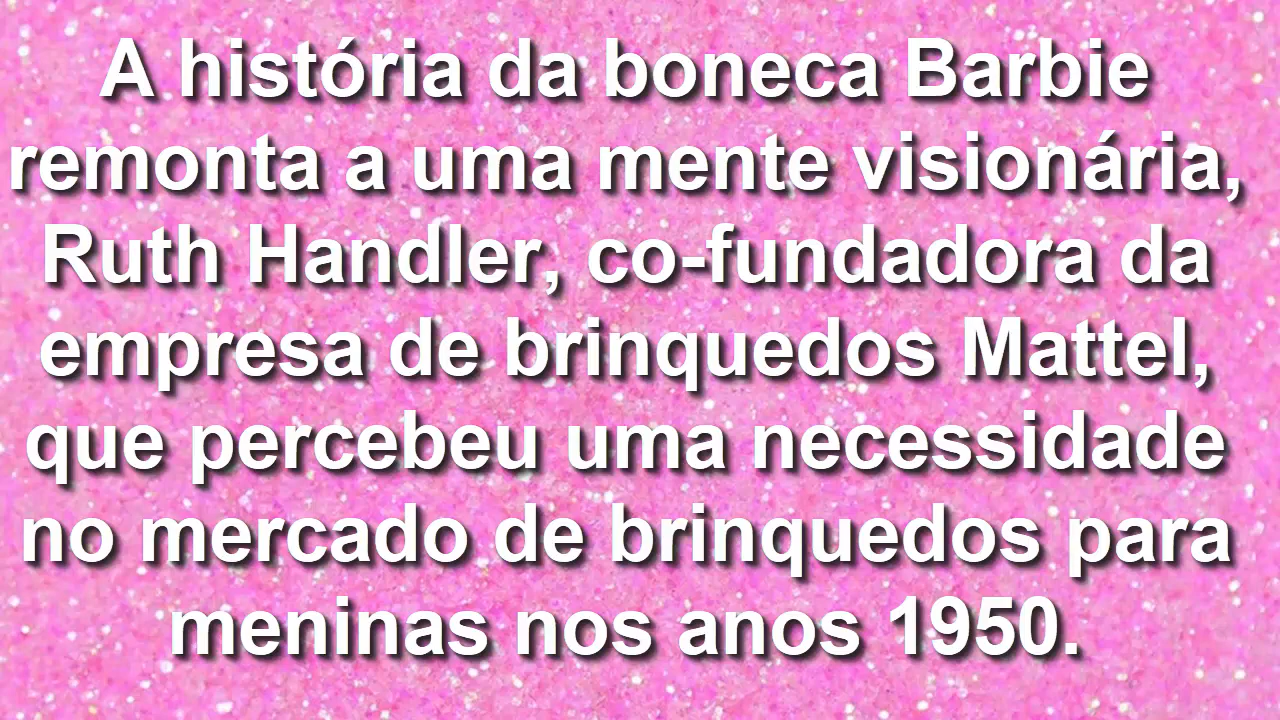 A história da boneca Barbie
remonta a uma mente visionária,
Ruth Handler, co-fundadora da
empresa de brinquedos Mattel,
que percebeu uma necessidade
no mercado de brinquedos para
meninas nos anos 1950.